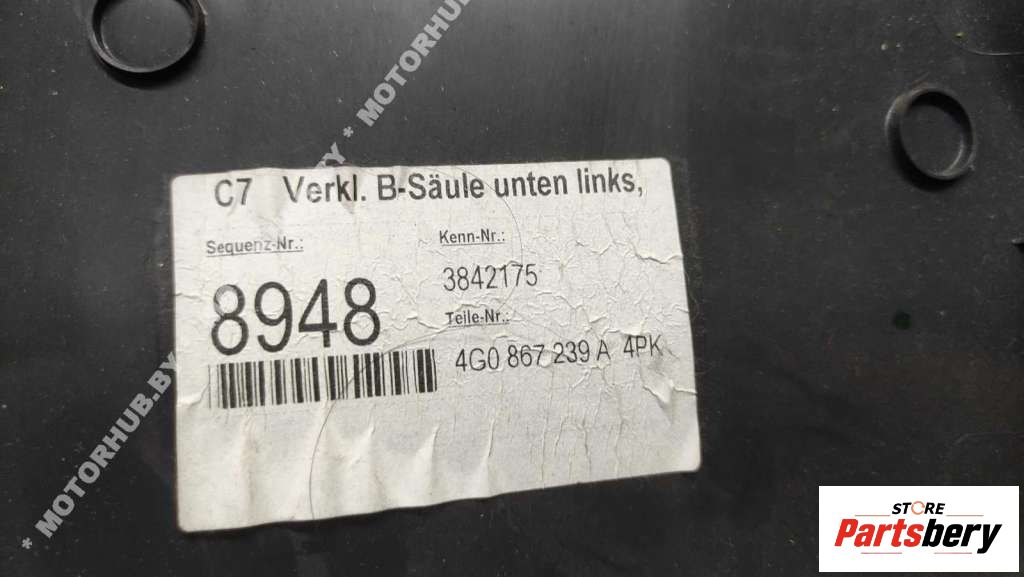 * MOTORHUB.BY * MOTORHUB.BY * MOTORHUB
C7 Verkl. B-Säule unten links,
Sequenz-Nr.:
Kenn-Nr.:
8948
3842175
Teile-Nr.:
4G0 867 239 A 4PK
STORE
Partsbery